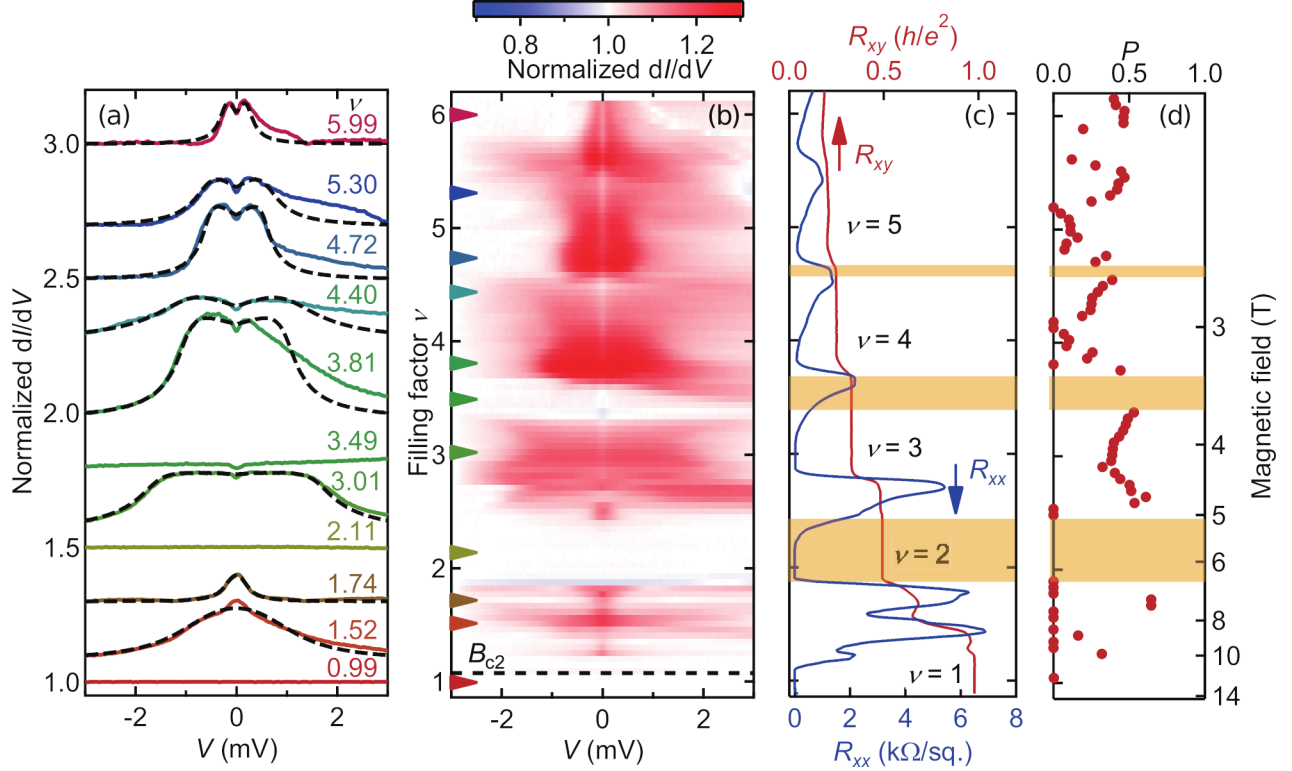 0.8 1.0 1.2
Normalized dI/dV
(a)
ν
5.99
5.30
4.72
4.40
3.81
3.49
3.01
2.11
1.74
1.52
0.99
3.0
2.5
2.0
1.5
1.0
Normalized dI/dV
-2 0 2
V (mV)
(b)
6
5
4
3
2
1
Filling factor ν
B_c2
-2 0 2
V (mV)
R_xy (h/e²)
0.0 0.5 1.0
(c)
R_xy
ν = 5
ν = 4
ν = 3
R_xx
ν = 2
ν = 1
0 2 4 6 8
R_xx (kΩ/sq.)
P
0.0 0.5 1.0
(d)
3
4
5
6
8
10
14
Magnetic field (T)